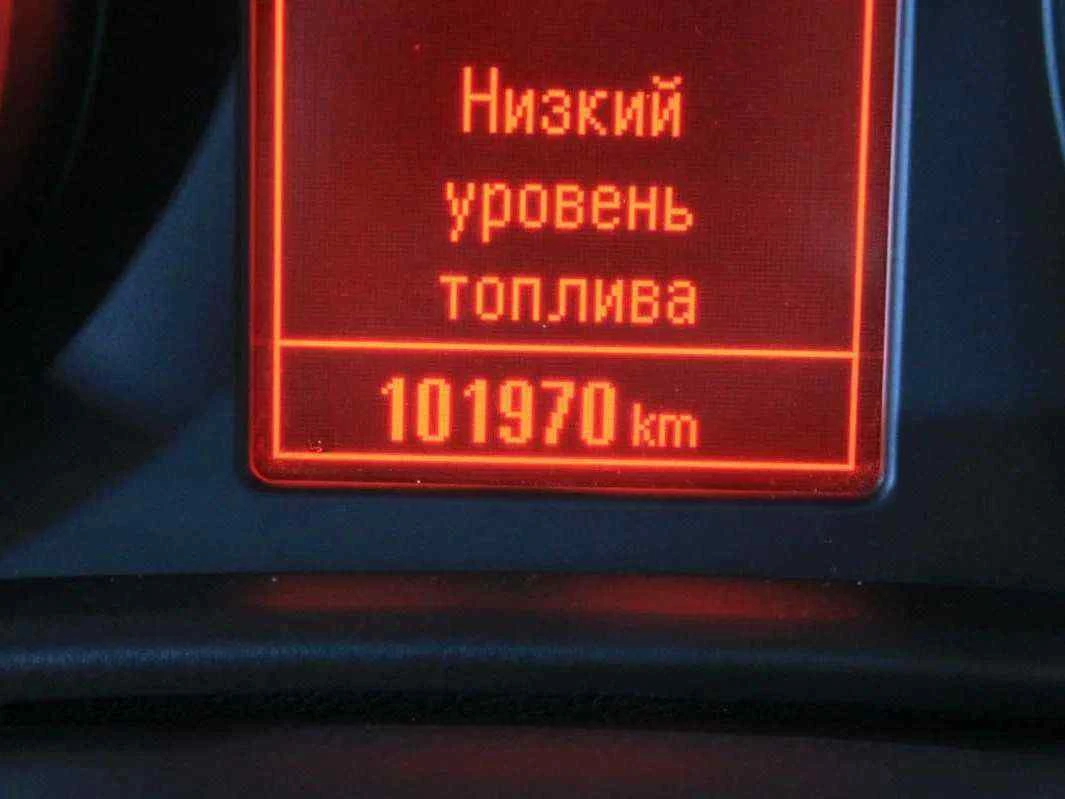 Низкий
уровень
топлива
101970 km